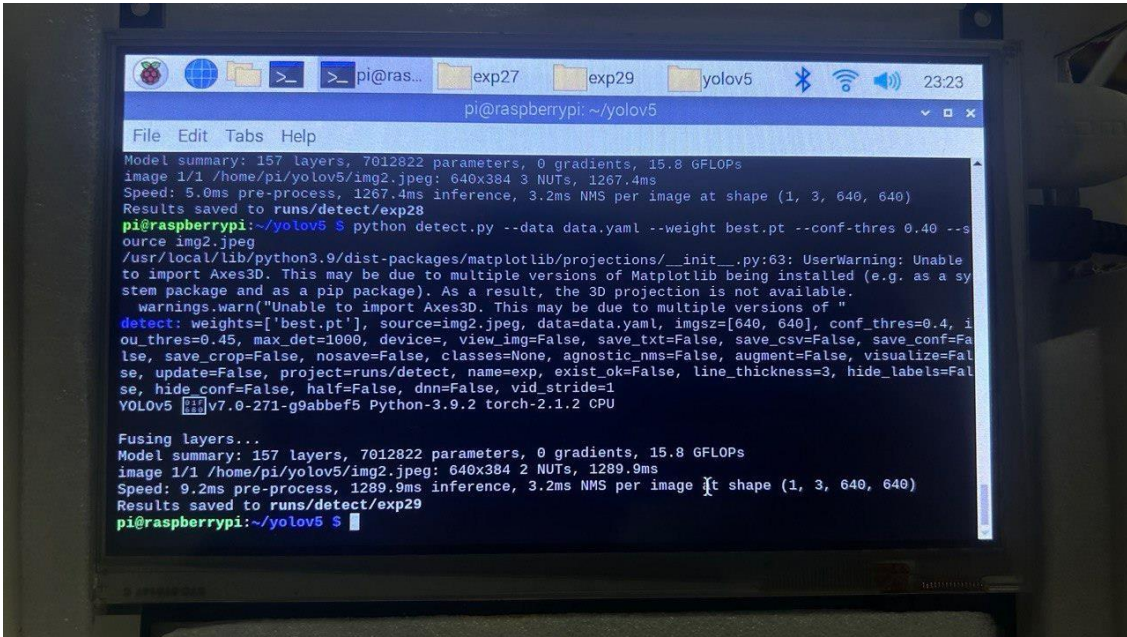 pi@ras... exp27 exp29 yolov5 23:23
pi@raspberrypi: ~/yolov5
File Edit Tabs Help
Model summary: 157 layers, 7012822 parameters, 0 gradients, 15.8 GFLOPs
image 1/1 /home/pi/yolov5/img2.jpeg: 640x384 3 NUTs, 1267.4ms
Speed: 5.0ms pre-process, 1267.4ms inference, 3.2ms NMS per image at shape (1, 3, 640, 640)
Results saved to runs/detect/exp28
pi@raspberrypi:~/yolov5 $ python detect.py --data data.yaml --weight best.pt --conf-thres 0.40 --s
ource img2.jpeg
/usr/local/lib/python3.9/dist-packages/matplotlib/projections/__init__.py:63: UserWarning: Unable
to import Axes3D. This may be due to multiple versions of Matplotlib being installed (e.g. as a sy
stem package and as a pip package). As a result, the 3D projection is not available.
warnings.warn("Unable to import Axes3D. This may be due to multiple versions of "
detect: weights=['best.pt'], source=img2.jpeg, data=data.yaml, imgsz=[640, 640], conf_thres=0.4, i
ou_thres=0.45, max_det=1000, device=, view_img=False, save_txt=False, save_csv=False, save_conf=Fa
lse, save_crop=False, nosave=False, classes=None, agnostic_nms=False, augment=False, visualize=Fal
se, update=False, project=runs/detect, name=exp, exist_ok=False, line_thickness=3, hide_labels=Fal
se, hide_conf=False, half=False, dnn=False, vid_stride=1
YOLOv5 v7.0-271-g9abbef5 Python-3.9.2 torch-2.1.2 CPU
Fusing layers...
Model summary: 157 layers, 7012822 parameters, 0 gradients, 15.8 GFLOPs
image 1/1 /home/pi/yolov5/img2.jpeg: 640x384 2 NUTs, 1289.9ms
Speed: 9.2ms pre-process, 1289.9ms inference, 3.2ms NMS per image at shape (1, 3, 640, 640)
Results saved to runs/detect/exp29
pi@raspberrypi:~/yolov5 $